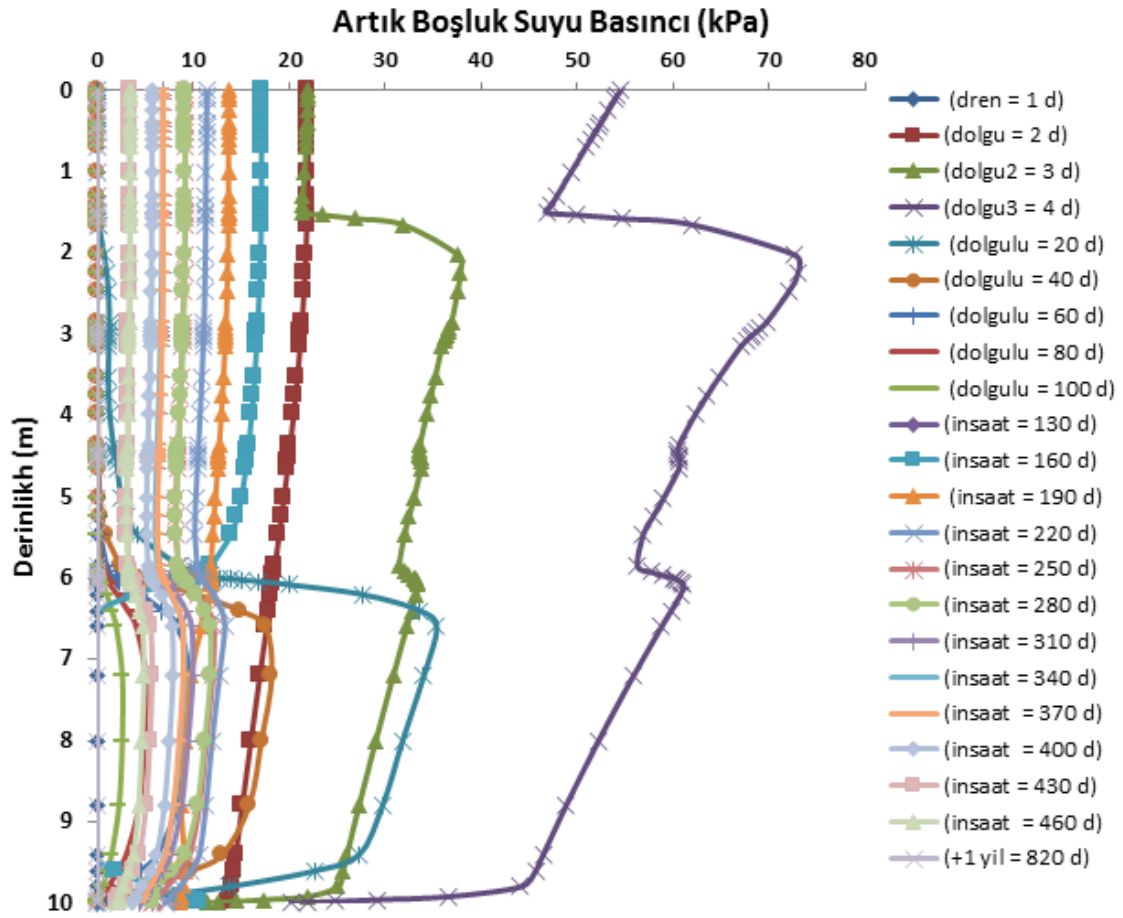 Artık Boşluk Suyu Basıncı (kPa)
0 10 20 30 40 50 60 70 80
Derinlikh (m)
0
1
2
3
4
5
6
7
8
9
10
(dren = 1 d)
(dolgu = 2 d)
(dolgu2 = 3 d)
(dolgu3 = 4 d)
(dolgulu = 20 d)
(dolgulu = 40 d)
(dolgulu = 60 d)
(dolgulu = 80 d)
(dolgulu = 100 d)
(insaat = 130 d)
(insaat = 160 d)
(insaat = 190 d)
(insaat = 220 d)
(insaat = 250 d)
(insaat = 280 d)
(insaat = 310 d)
(insaat = 340 d)
(insaat = 370 d)
(insaat = 400 d)
(insaat = 430 d)
(insaat = 460 d)
(+1 yil = 820 d)